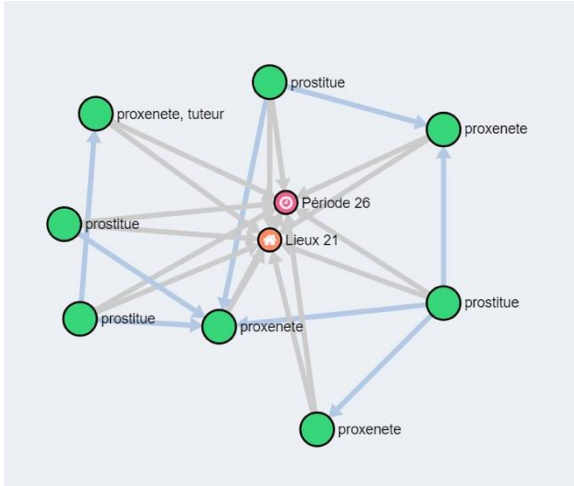 prostitue
proxenete, tuteur
proxenete
Période 26
prostitue
Lieux 21
prostitue
prostitue
proxenete
proxenete